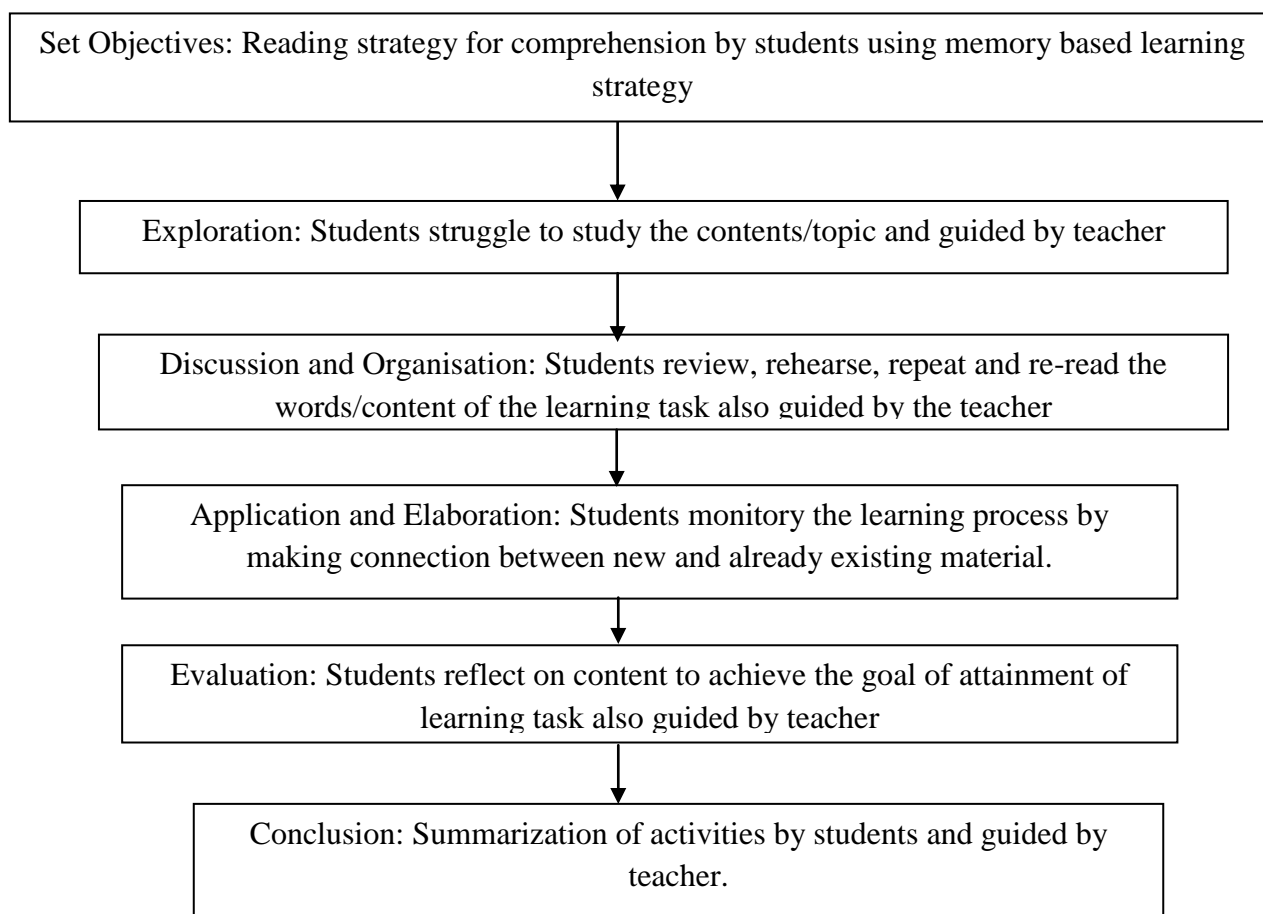 Set Objectives: Reading strategy for comprehension by students using memory based learning
strategy
Exploration: Students struggle to study the contents/topic and guided by teacher
Discussion and Organisation: Students review, rehearse, repeat and re-read the
words/content of the learning task also guided by the teacher
Application and Elaboration: Students monitory the learning process by
making connection between new and already existing material.
Evaluation: Students reflect on content to achieve the goal of attainment of
learning task also guided by teacher
Conclusion: Summarization of activities by students and guided by
teacher.